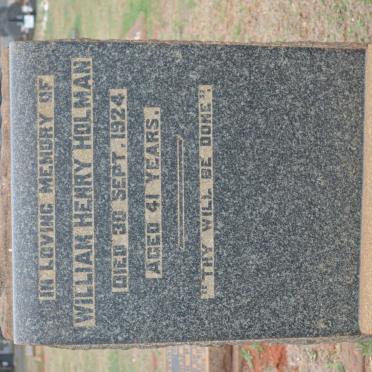 IN LOVING MEMORY OF
WILLIAM HENRY HOLMAN
DIED 30 SEPT. 1924
AGED 41 YEARS.
"THY WILL BE DONE".